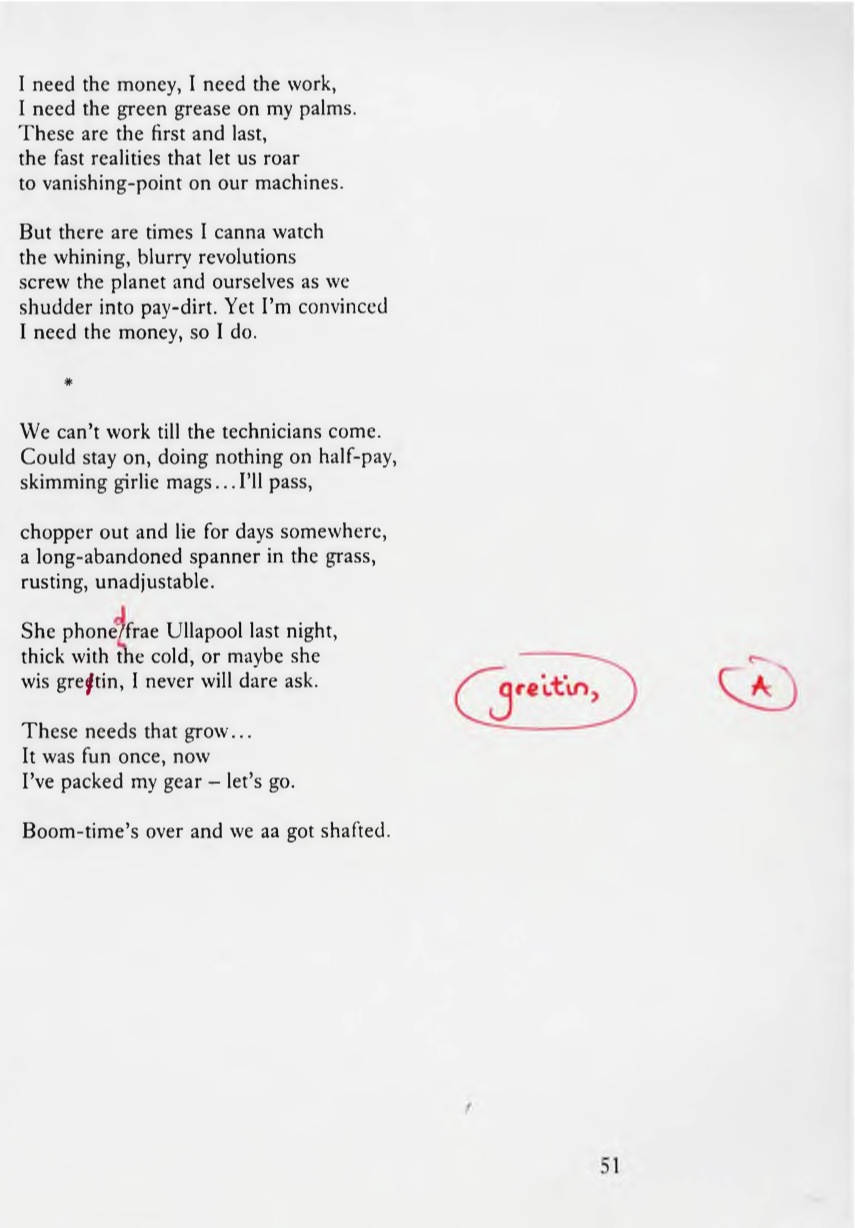 I need the money, I need the work,
I need the green grease on my palms.
These are the first and last,
the fast realities that let us roar
to vanishing-point on our machines.
But there are times I canna watch
the whining, blurry revolutions
screw the planet and ourselves as we
shudder into pay-dirt. Yet I'm convinced
I need the money, so I do.
*
We can't work till the technicians come.
Could stay on, doing nothing on half-pay,
skimming girlie mags...I'll pass,
chopper out and lie for days somewhere,
a long-abandoned spanner in the grass,
rusting, unadjustable.
d
She phone/frae Ullapool last night,
thick with the cold, or maybe she
wis gre/tin, I never will dare ask. greitin, A
These needs that grow...
It was fun once, now
I've packed my gear – let's go.
Boom-time's over and we aa got shafted.
51